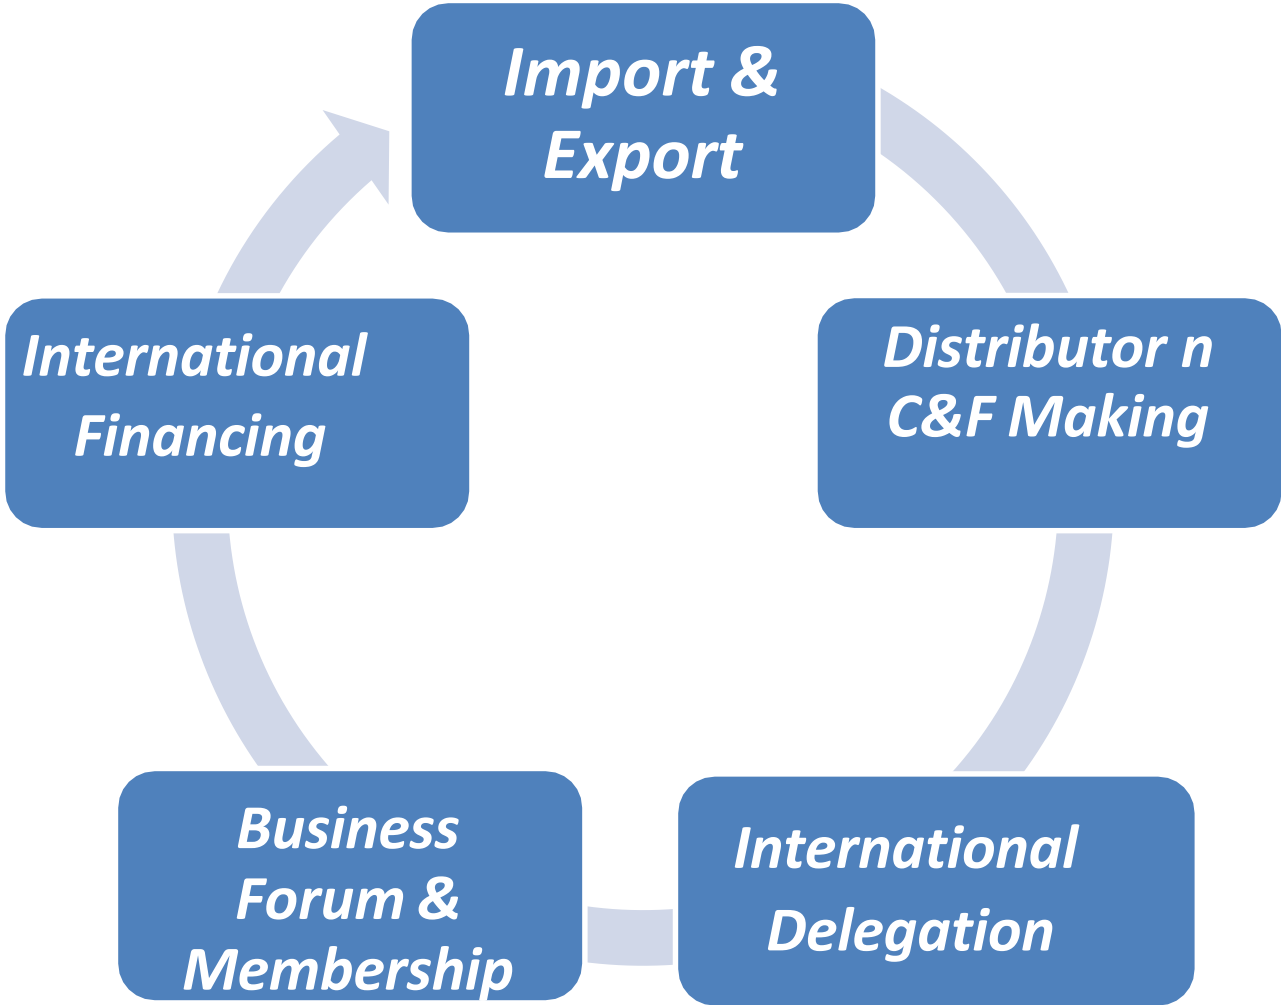 Import &
Export
Distributor n
C&F Making
International
Delegation
Business
Forum &
Membership
International
Financing